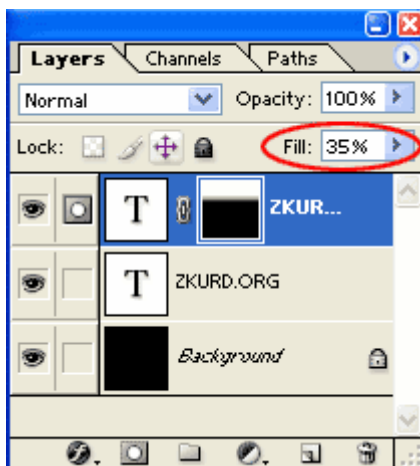 Layers Channels Paths
Normal Opacity: 100%
Lock: Fill: 35%
T ZKUR...
T ZKURD.ORG
Background